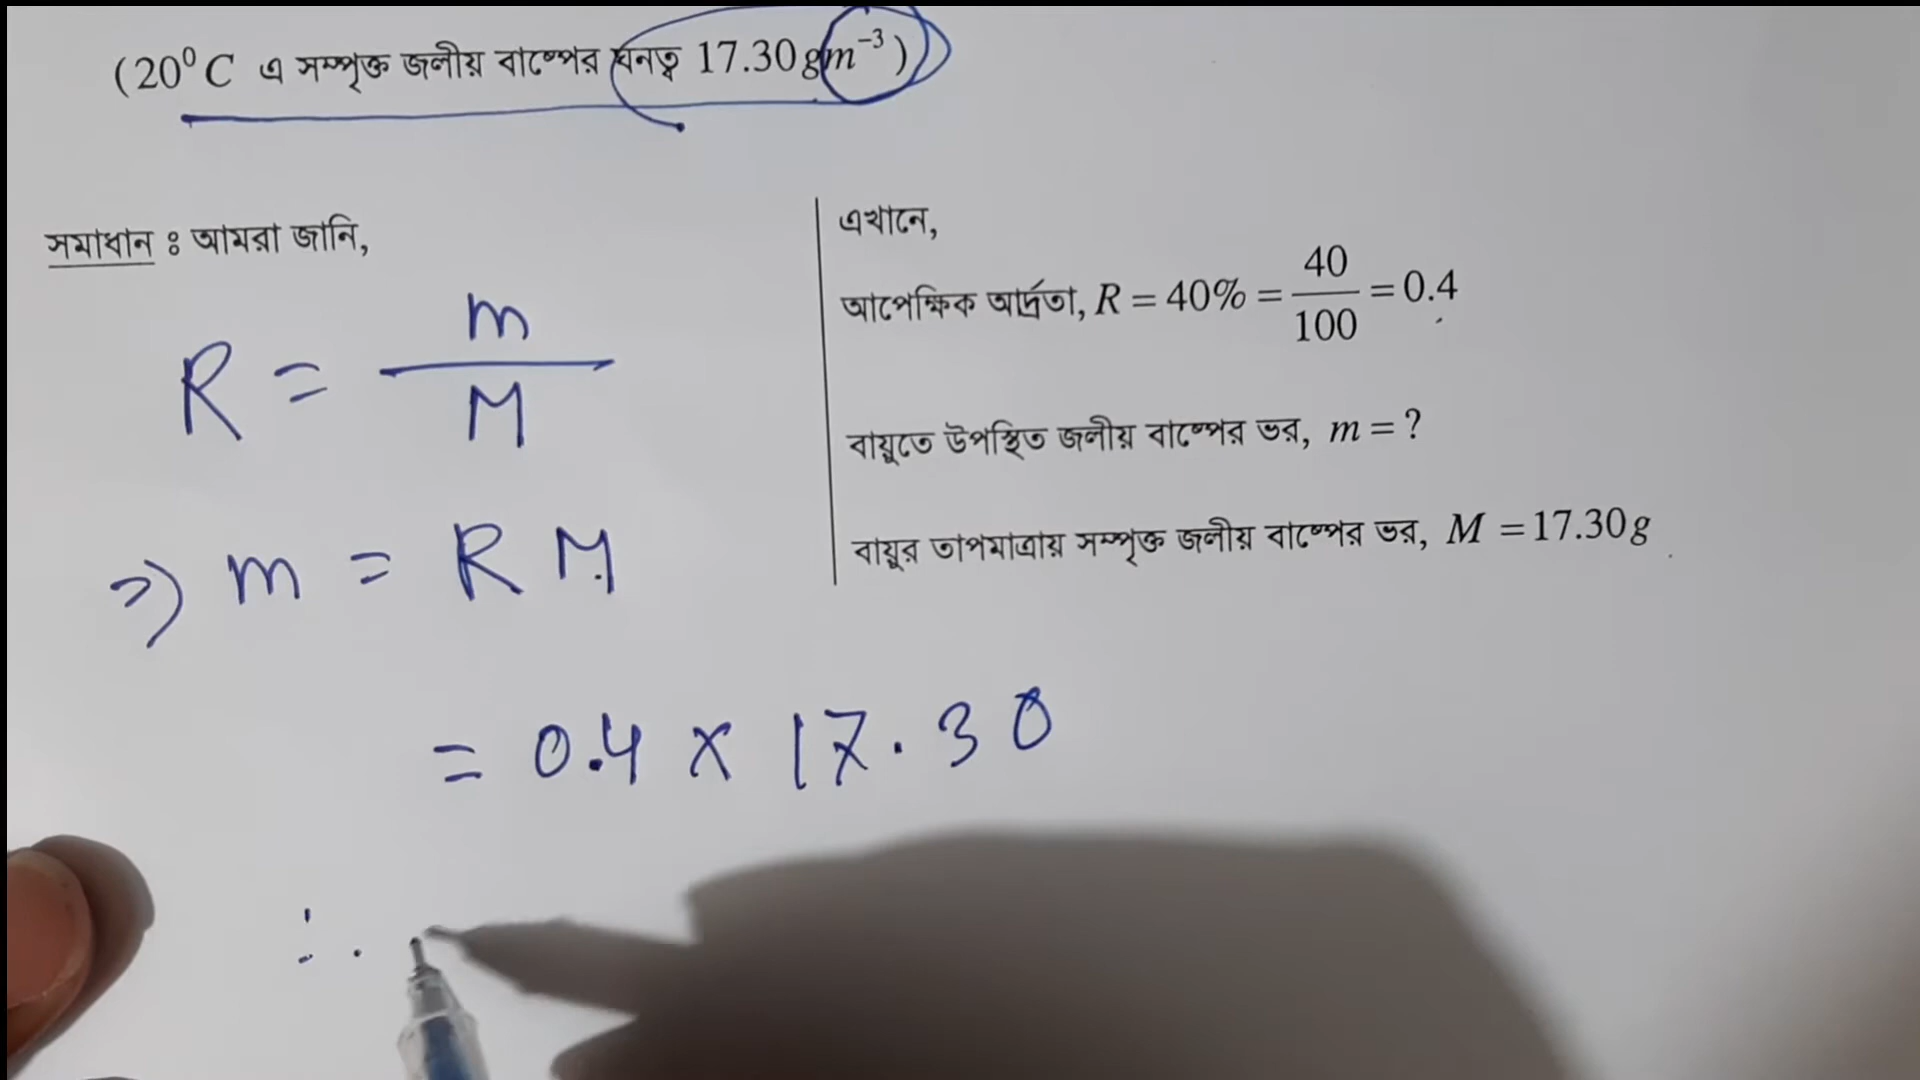 (20⁰C এ সম্পৃক্ত জলীয় বাষ্পের ঘনত্ব 17.30gm⁻³)
সমাধান ঃ আমরা জানি,
R = m/M
⇒ m = R M
= 0.4 × 17.30
∴
এখানে,
আপেক্ষিক আর্দ্রতা, R = 40% = 40/100 = 0.4
বায়ুতে উপস্থিত জলীয় বাষ্পের ভর, m = ?
বায়ুর তাপমাত্রায় সম্পৃক্ত জলীয় বাষ্পের ভর, M = 17.30g